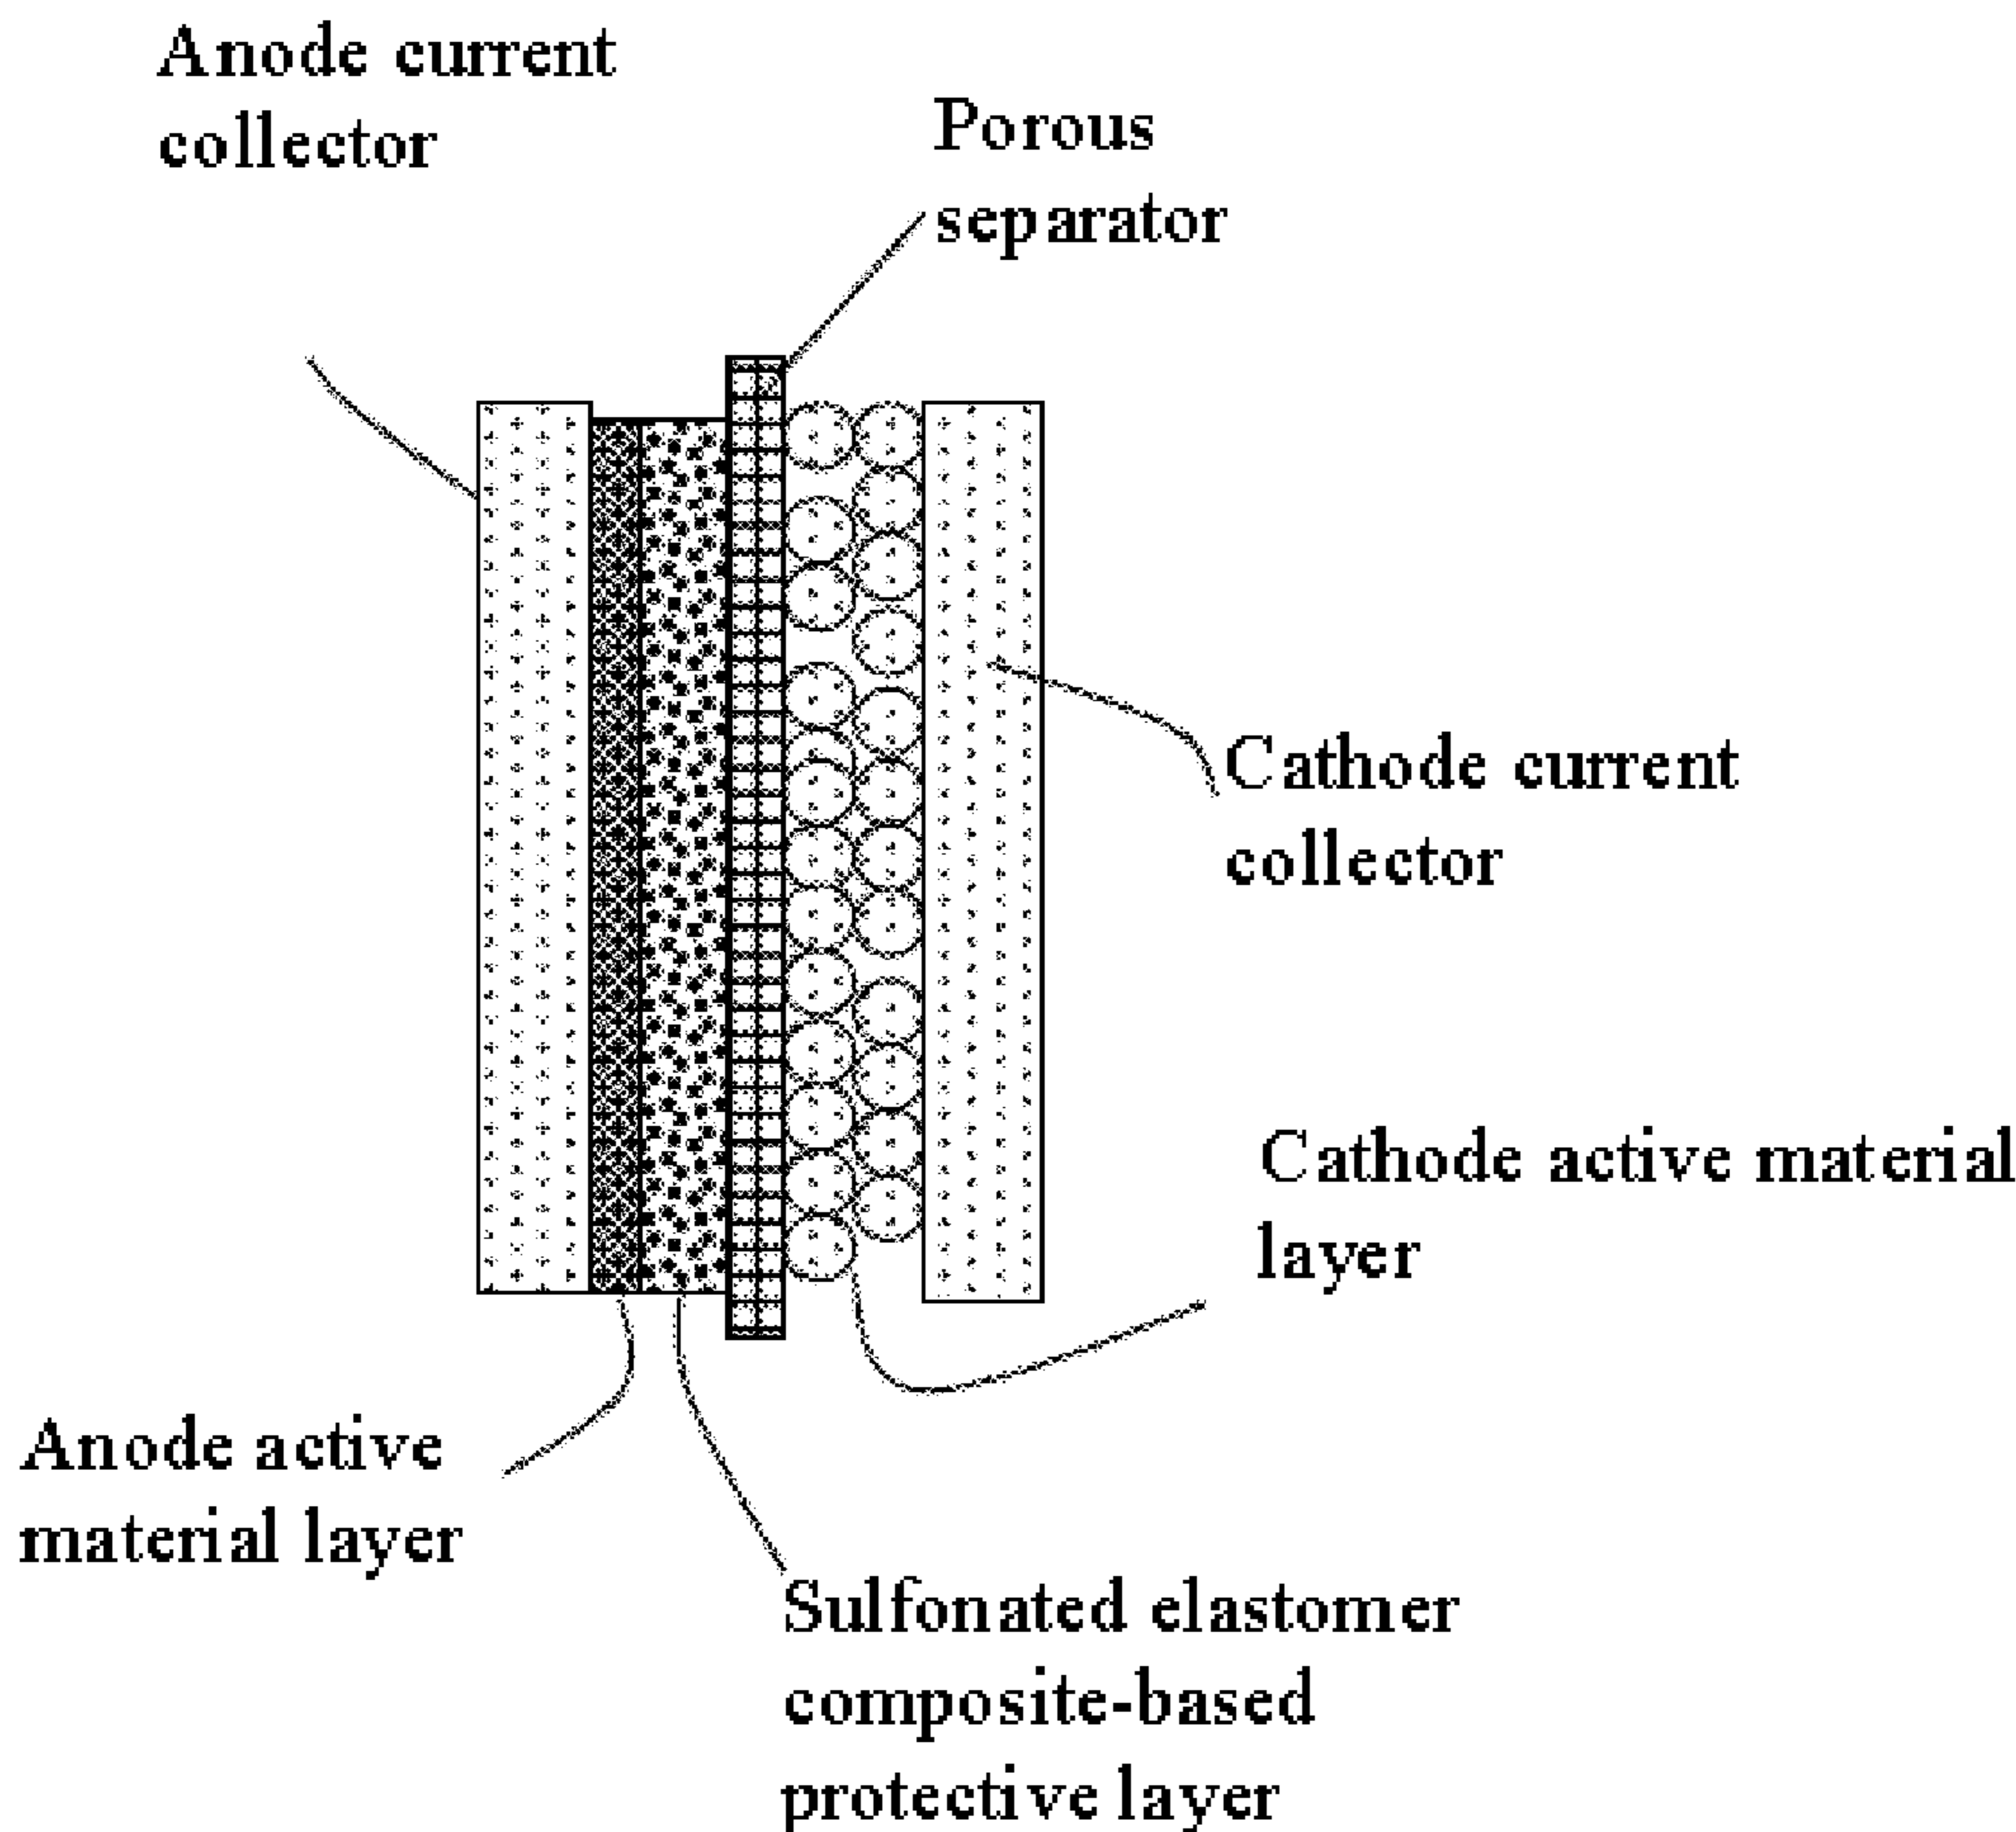 Anode current
collector
Porous
separator
Cathode current
collector
Cathode active material
layer
Anode active
material layer
Sulfonated elastomer
composite-based
protective layer